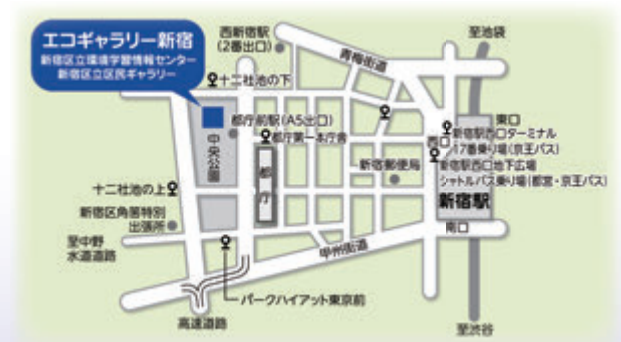 エコギャラリー新宿
新宿区立環境学習情報センター
新宿区立区民ギャラリー
西新宿駅
(2番出口)
青梅街道
至池袋
十二社池の下
都庁前駅(A5出口)
都庁第一本庁舎
中央公園
都庁
東口
西口
新宿駅西口ターミナル
17番乗り場(京王バス)
新宿駅西口地下広場
シャトルバス乗り場(都営・京王バス)
新宿郵便局
新宿駅
十二社池の上
新宿区角筈特別
出張所
南口
至中野
水道道路
甲州街道
パークハイアット東京前
高速道路
至渋谷